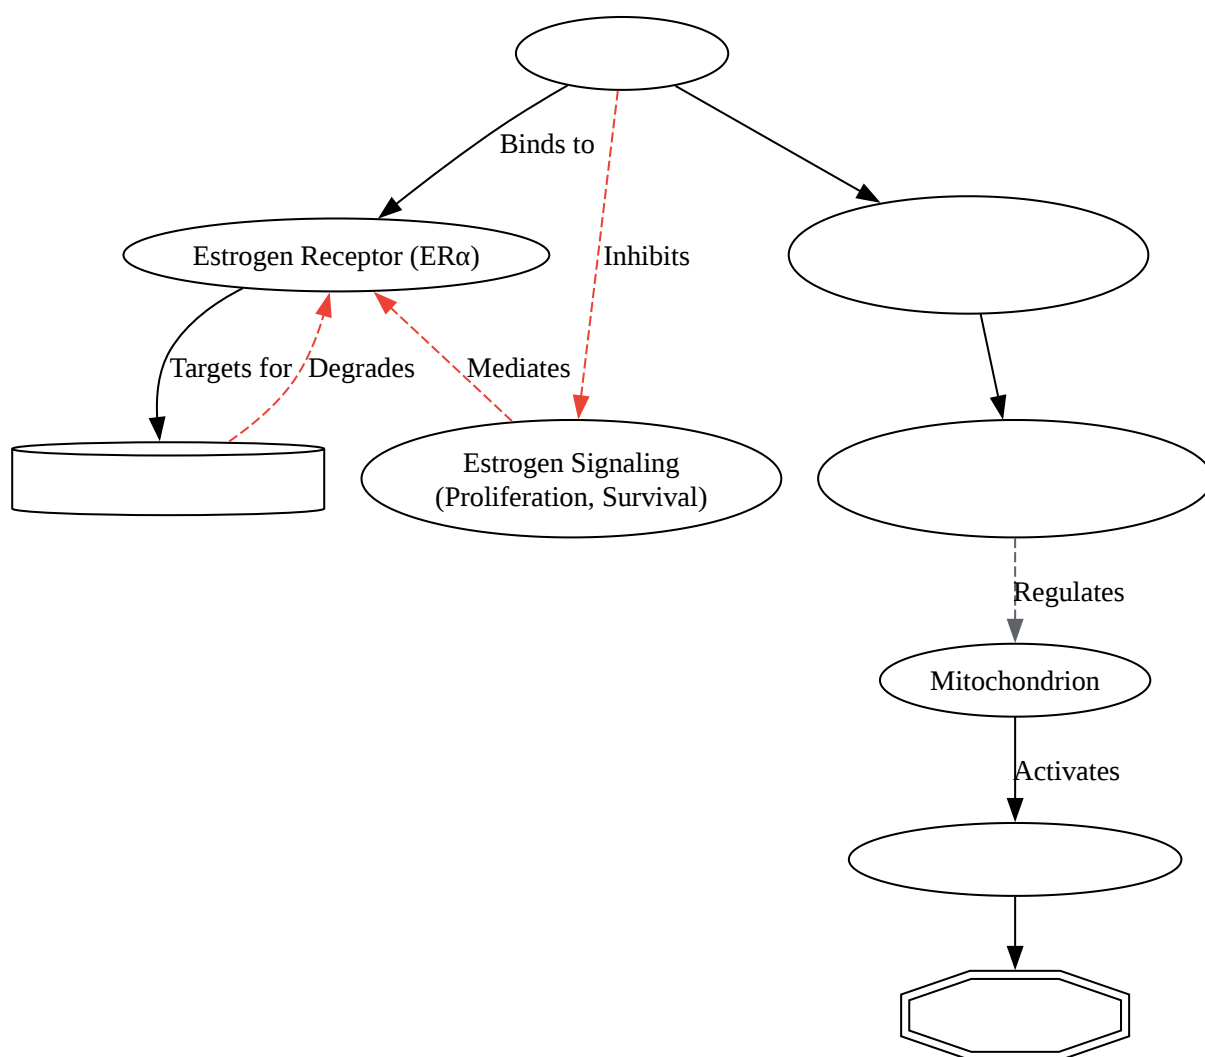 Binds to
Estrogen Receptor (ERα)
Inhibits
Targets for
Degrades
Mediates
Estrogen Signaling
(Proliferation, Survival)
Regulates
Mitochondrion
Activates